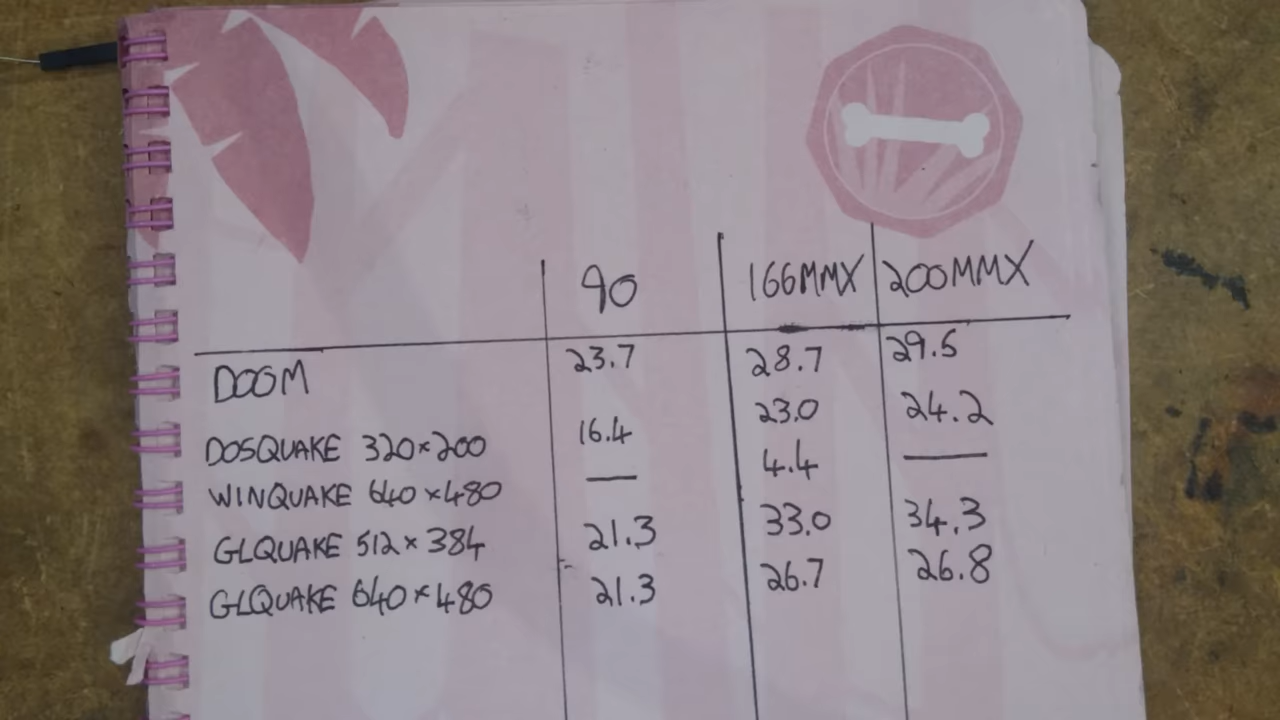 90 166MMX 200MMX
DOOM 23.7 28.7 29.5
DOSQUAKE 320×200 16.4 23.0 24.2
WINQUAKE 640×480 — 4.4 —
GLQUAKE 512×384 21.3 33.0 34.3
GLQUAKE 640×480 21.3 26.7 26.8